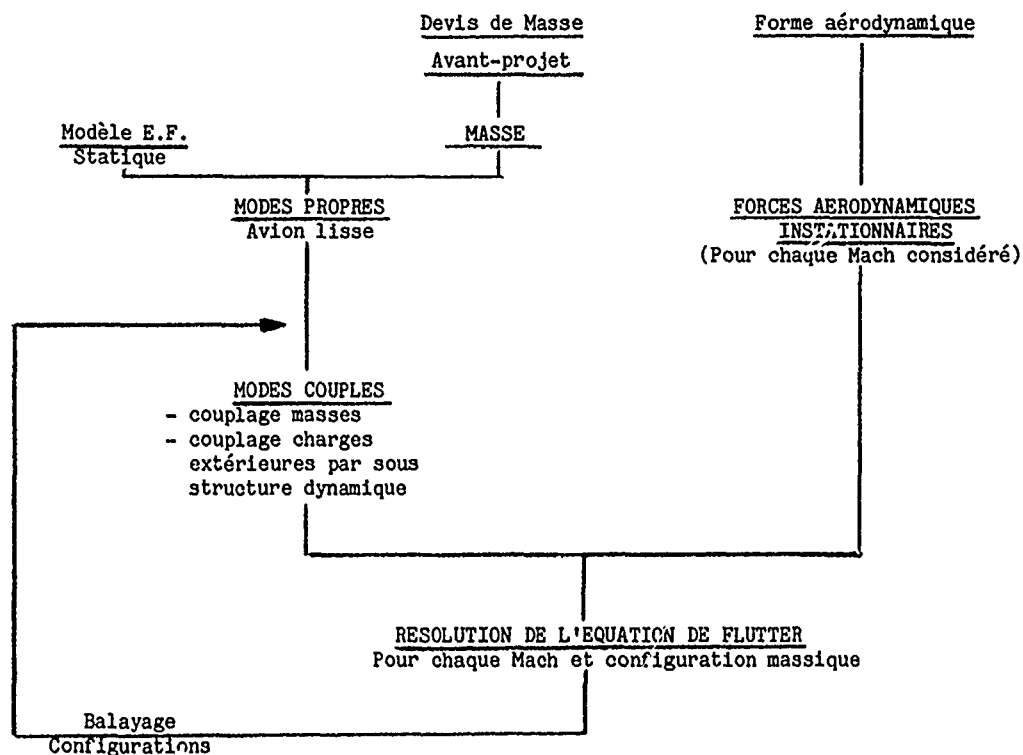 Devis de Masse
Avant-projet
Forme aérodynamique
Modèle E.F.
Statique
MASSE
MODES PROPRES
Avion lisse
FORCES AERODYNAMIQUES
INSTATIONNAIRES
(Pour chaque Mach considéré)
MODES COUPLES
- couplage masses
- couplage charges
extérieures par sous
structure dynamique
RESOLUTION DE L'EQUATION DE FLUTTER
Pour chaque Mach et configuration massique
Balayage
Configurations